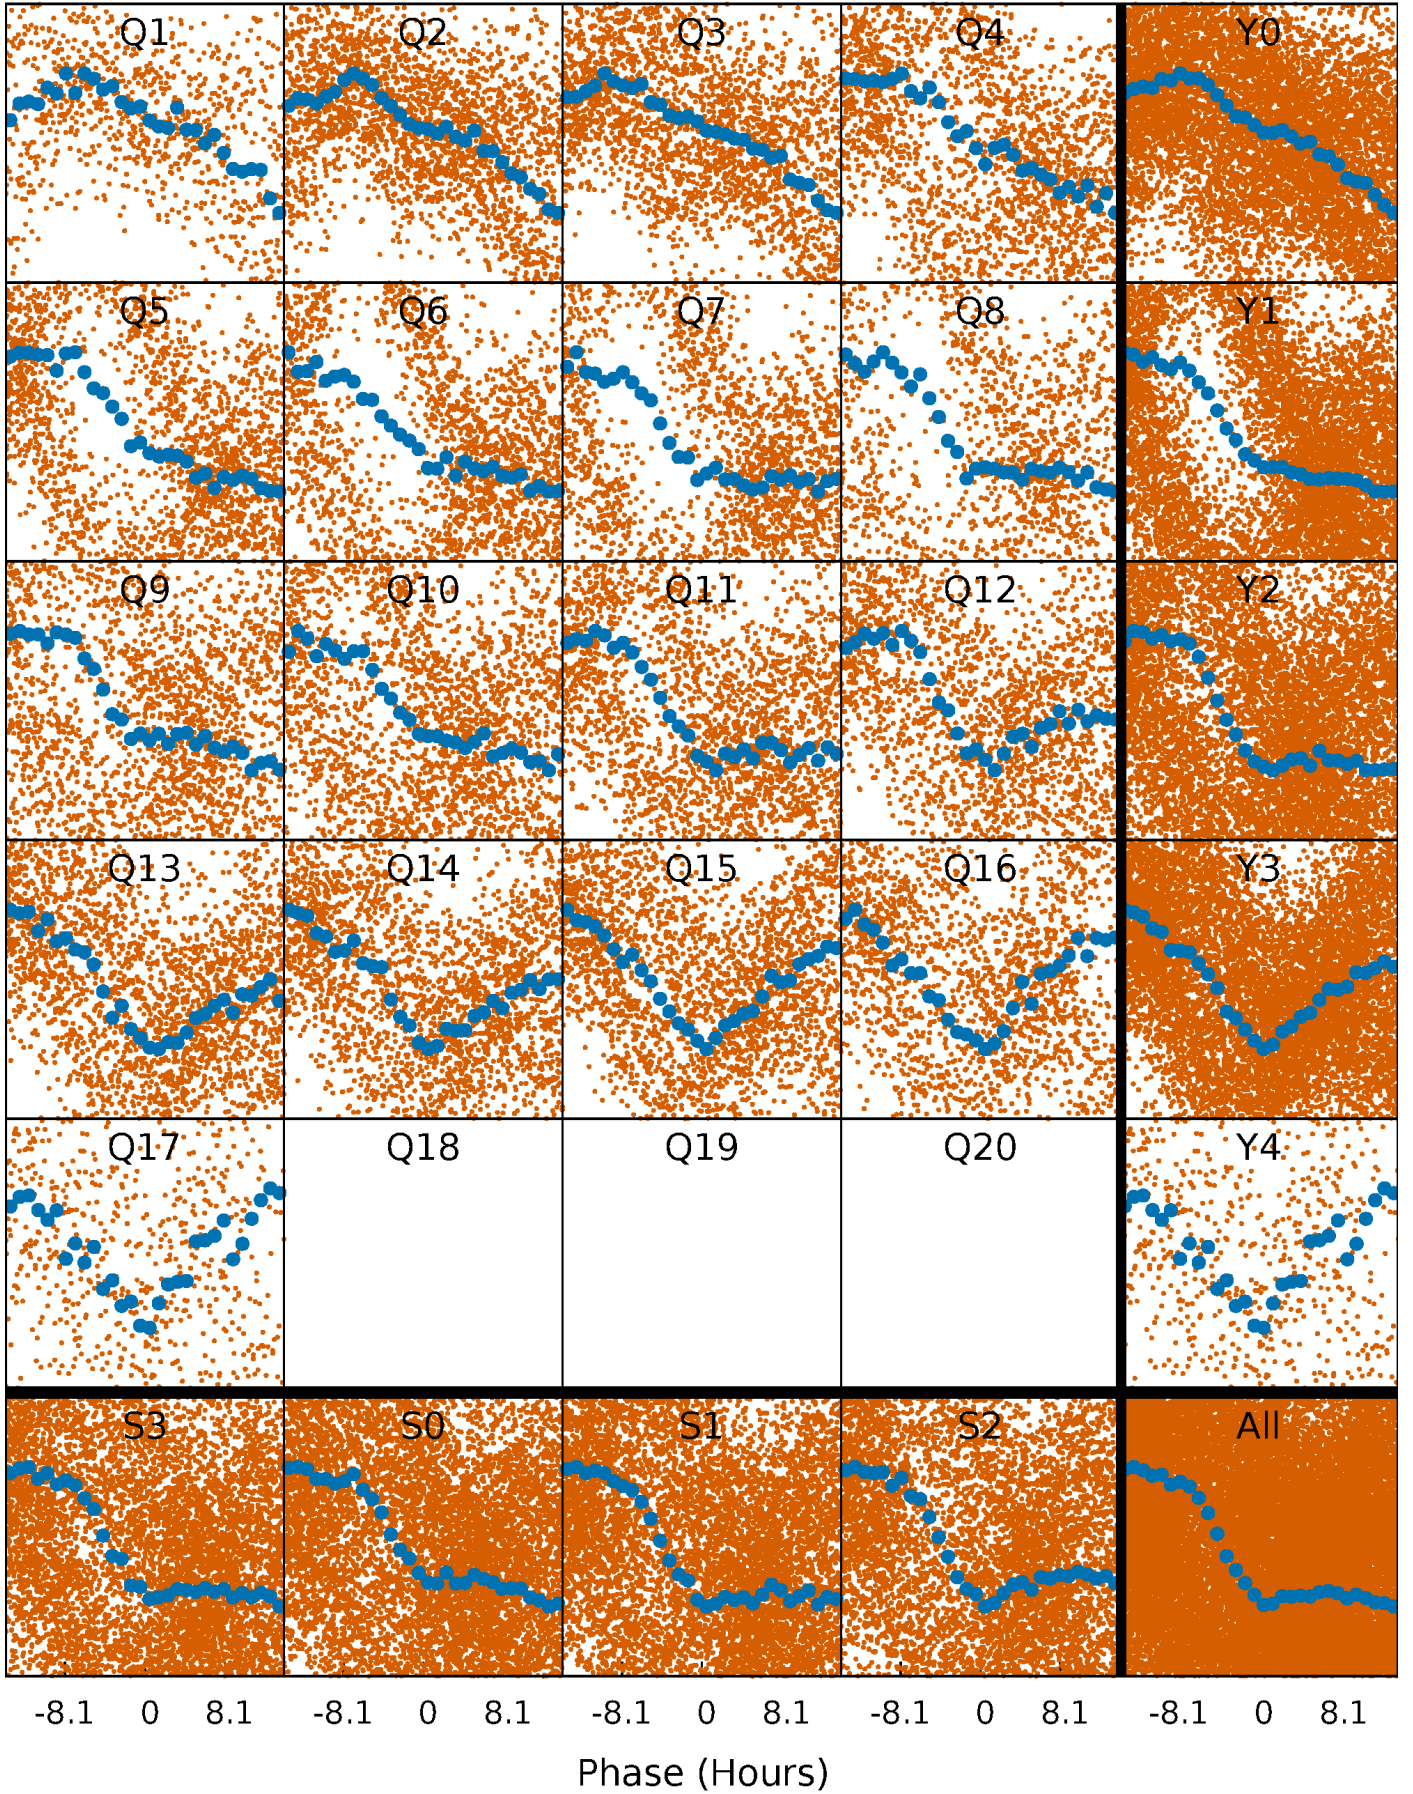 Q1 Q2 Q3 Q4 Y0
Q5 Q6 Q7 Q8 Y1
Q9 Q10 Q11 Q12 Y2
Q13 Q14 Q15 Q16 Y3
Q17 Q18 Q19 Q20 Y4
S3 S0 S1 S2 All
-8.1 0 8.1 -8.1 0 8.1 -8.1 0 8.1 -8.1 0 8.1 -8.1 0 8.1
Phase (Hours)